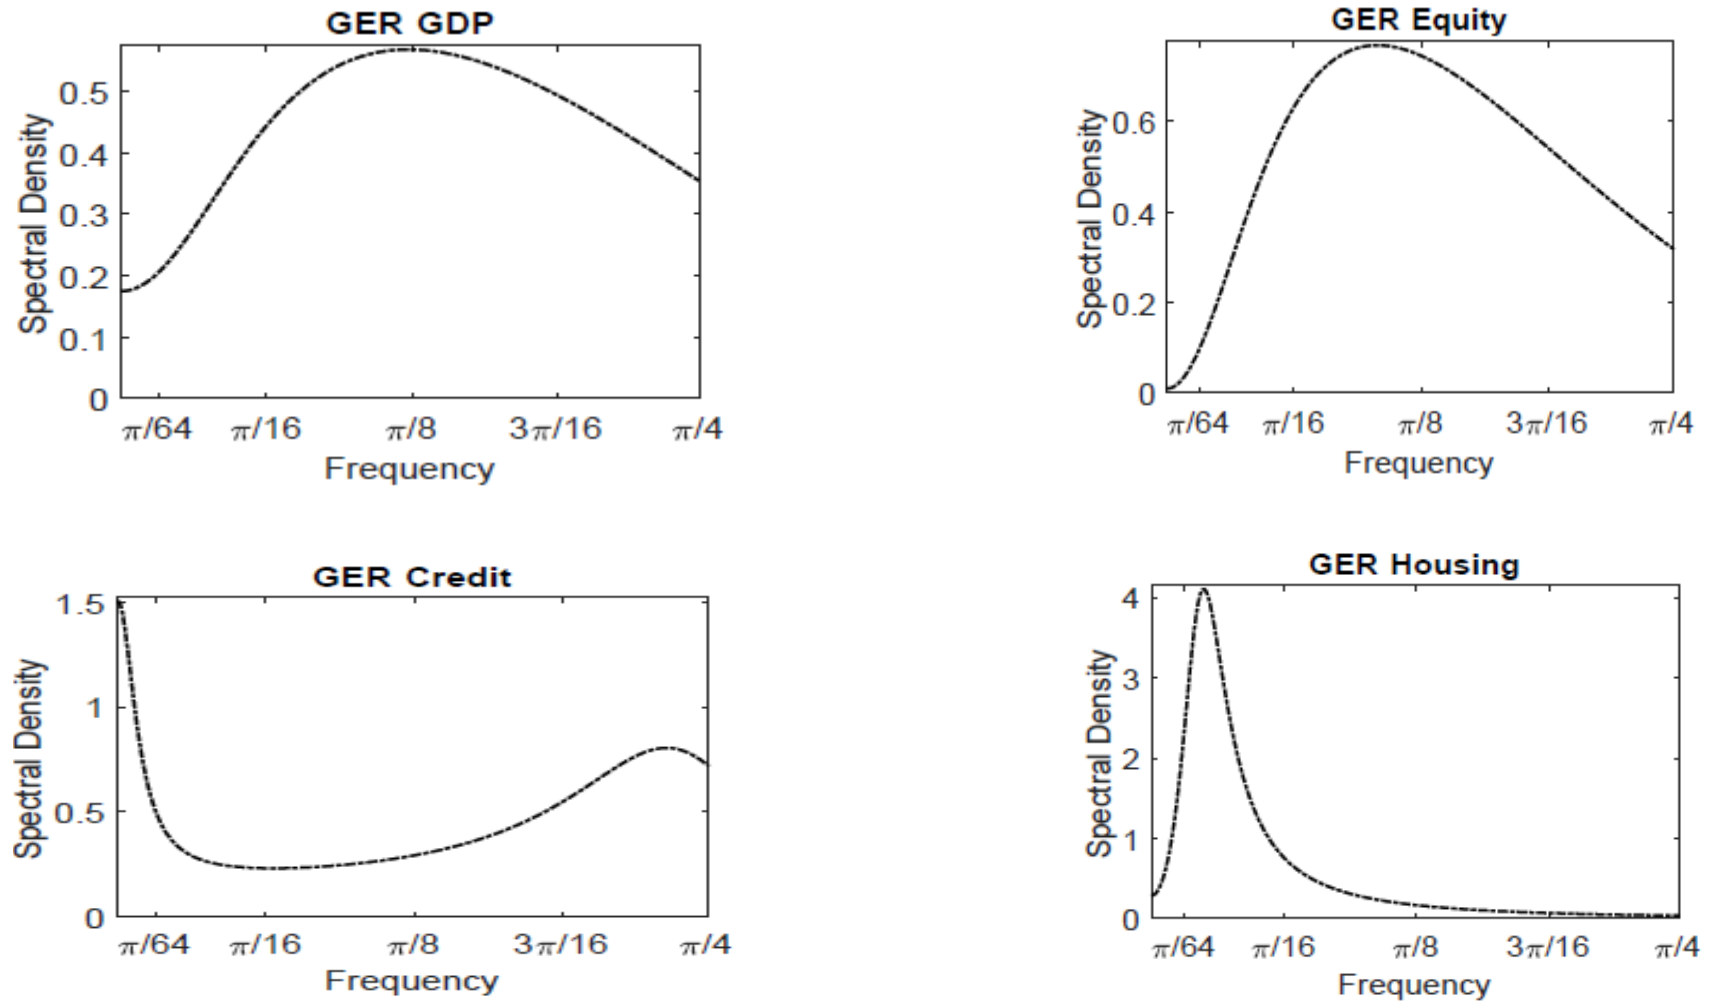 GER GDP
Spectral Density
0.5
0.4
0.3
0.2
0.1
0
π/64 π/16 π/8 3π/16 π/4
Frequency
GER Equity
Spectral Density
0.6
0.4
0.2
0
π/64 π/16 π/8 3π/16 π/4
Frequency
GER Credit
Spectral Density
1.5
1
0.5
0
π/64 π/16 π/8 3π/16 π/4
Frequency
GER Housing
Spectral Density
4
3
2
1
0
π/64 π/16 π/8 3π/16 π/4
Frequency